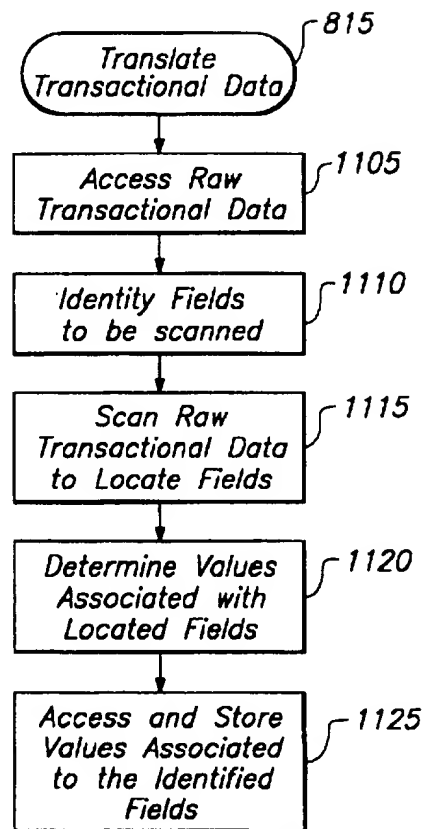 Translate
Transactional Data
815
Access Raw
Transactional Data
1105
Identity Fields
to be scanned
1110
Scan Raw
Transactional Data
to Locate Fields
1115
Determine Values
Associated with
Located Fields
1120
Access and Store
Values Associated
to the Identified
Fields
1125